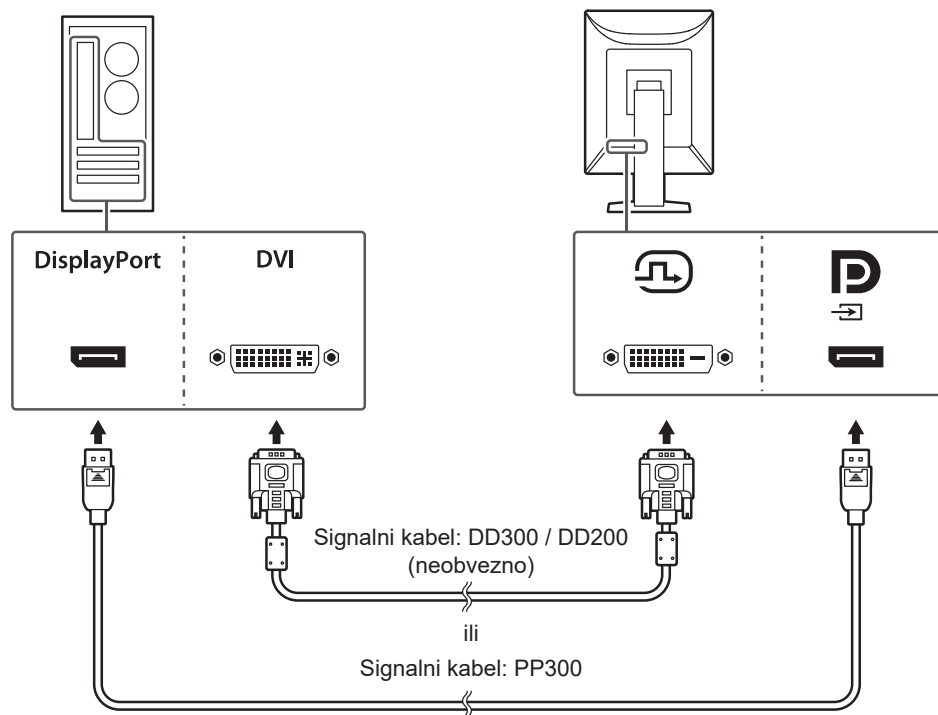 DisplayPort
DVI
Signalni kabel: DD300 / DD200
(neobvezno)
ili
Signalni kabel: PP300